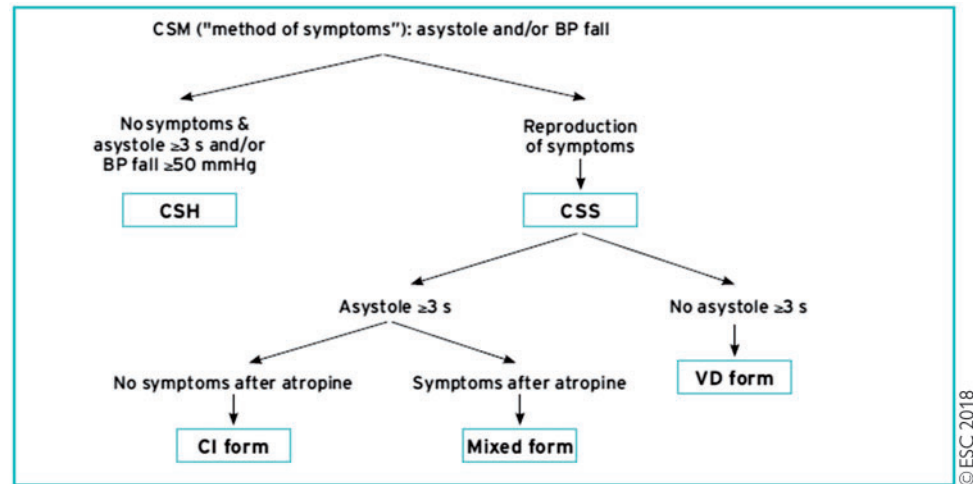 CSM ("method of symptoms"): asystole and/or BP fall
No symptoms &
asystole ≥3 s and/or
BP fall ≥50 mmHg
Reproduction
of symptoms
CSH
CSS
Asystole ≥3 s
No asystole ≥3 s
No symptoms after atropine
Symptoms after atropine
VD form
CI form
Mixed form
© ESC 2018